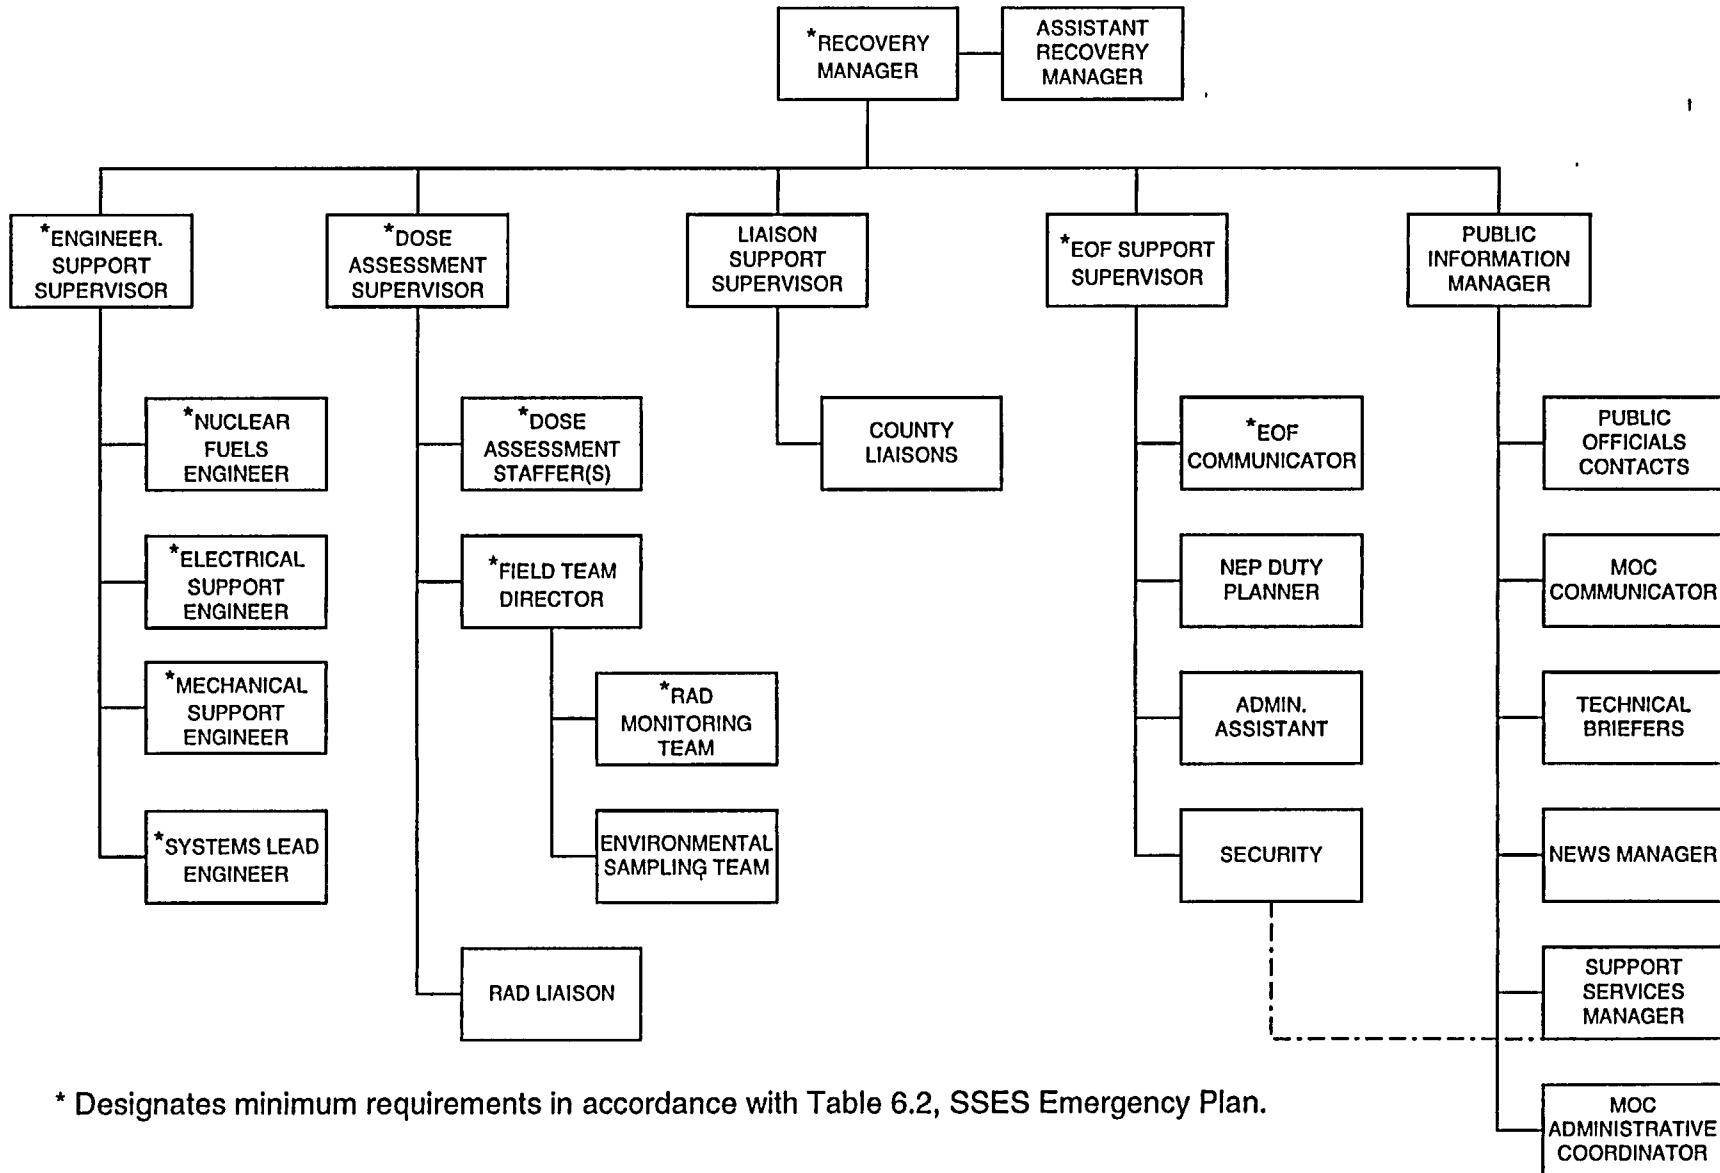 *RECOVERY
MANAGER
ASSISTANT
RECOVERY
MANAGER
*ENGINEER.
SUPPORT
SUPERVISOR
*DOSE
ASSESSMENT
SUPERVISOR
LIAISON
SUPPORT
SUPERVISOR
*EOF SUPPORT
SUPERVISOR
PUBLIC
INFORMATION
MANAGER
*NUCLEAR
FUELS
ENGINEER
*ELECTRICAL
SUPPORT
ENGINEER
*MECHANICAL
SUPPORT
ENGINEER
*SYSTEMS LEAD
ENGINEER
*DOSE
ASSESSMENT
STAFFER(S)
*FIELD TEAM
DIRECTOR
*RAD
MONITORING
TEAM
ENVIRONMENTAL
SAMPLING TEAM
RAD LIAISON
COUNTY
LIAISONS
*EOF
COMMUNICATOR
NEP DUTY
PLANNER
ADMIN.
ASSISTANT
SECURITY
PUBLIC
OFFICIALS
CONTACTS
MOC
COMMUNICATOR
TECHNICAL
BRIEFERS
NEWS MANAGER
SUPPORT
SERVICES
MANAGER
MOC
ADMINISTRATIVE
COORDINATOR
* Designates minimum requirements in accordance with Table 6.2, SSES Emergency Plan.